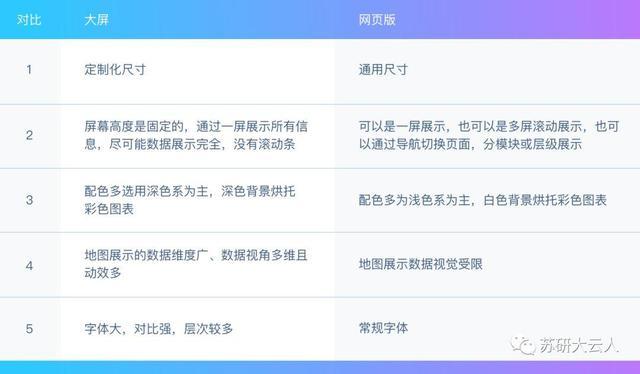 对比 大屏 网页版
1 定制化尺寸 通用尺寸
2
屏幕高度是固定的，通过一屏展示所有信
息，尽可能数据展示完全，没有滚动条
可以是一屏展示，也可以是多屏滚动展示，也可
以通过导航切换页面，分模块或层级展示
3
配色多选用深色系为主，深色背景烘托
彩色图表
配色多为浅色系为主，白色背景烘托彩色图表
4
地图展示的数据维度广、数据视角多维且
动效多
地图展示数据视觉受限
5 字体大，对比强，层次较多 常规字体
苏研大云人